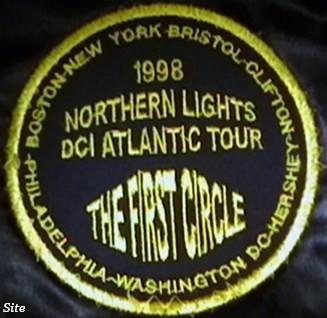 BOSTON-NEW YORK-BRISTOL-CLIFTON-HERSHEY-
1998
NORTHERN LIGHTS
DCI ATLANTIC TOUR
THE FIRST CIRCLE
PHILADELPHIA-WASHINGTON DC-
Site